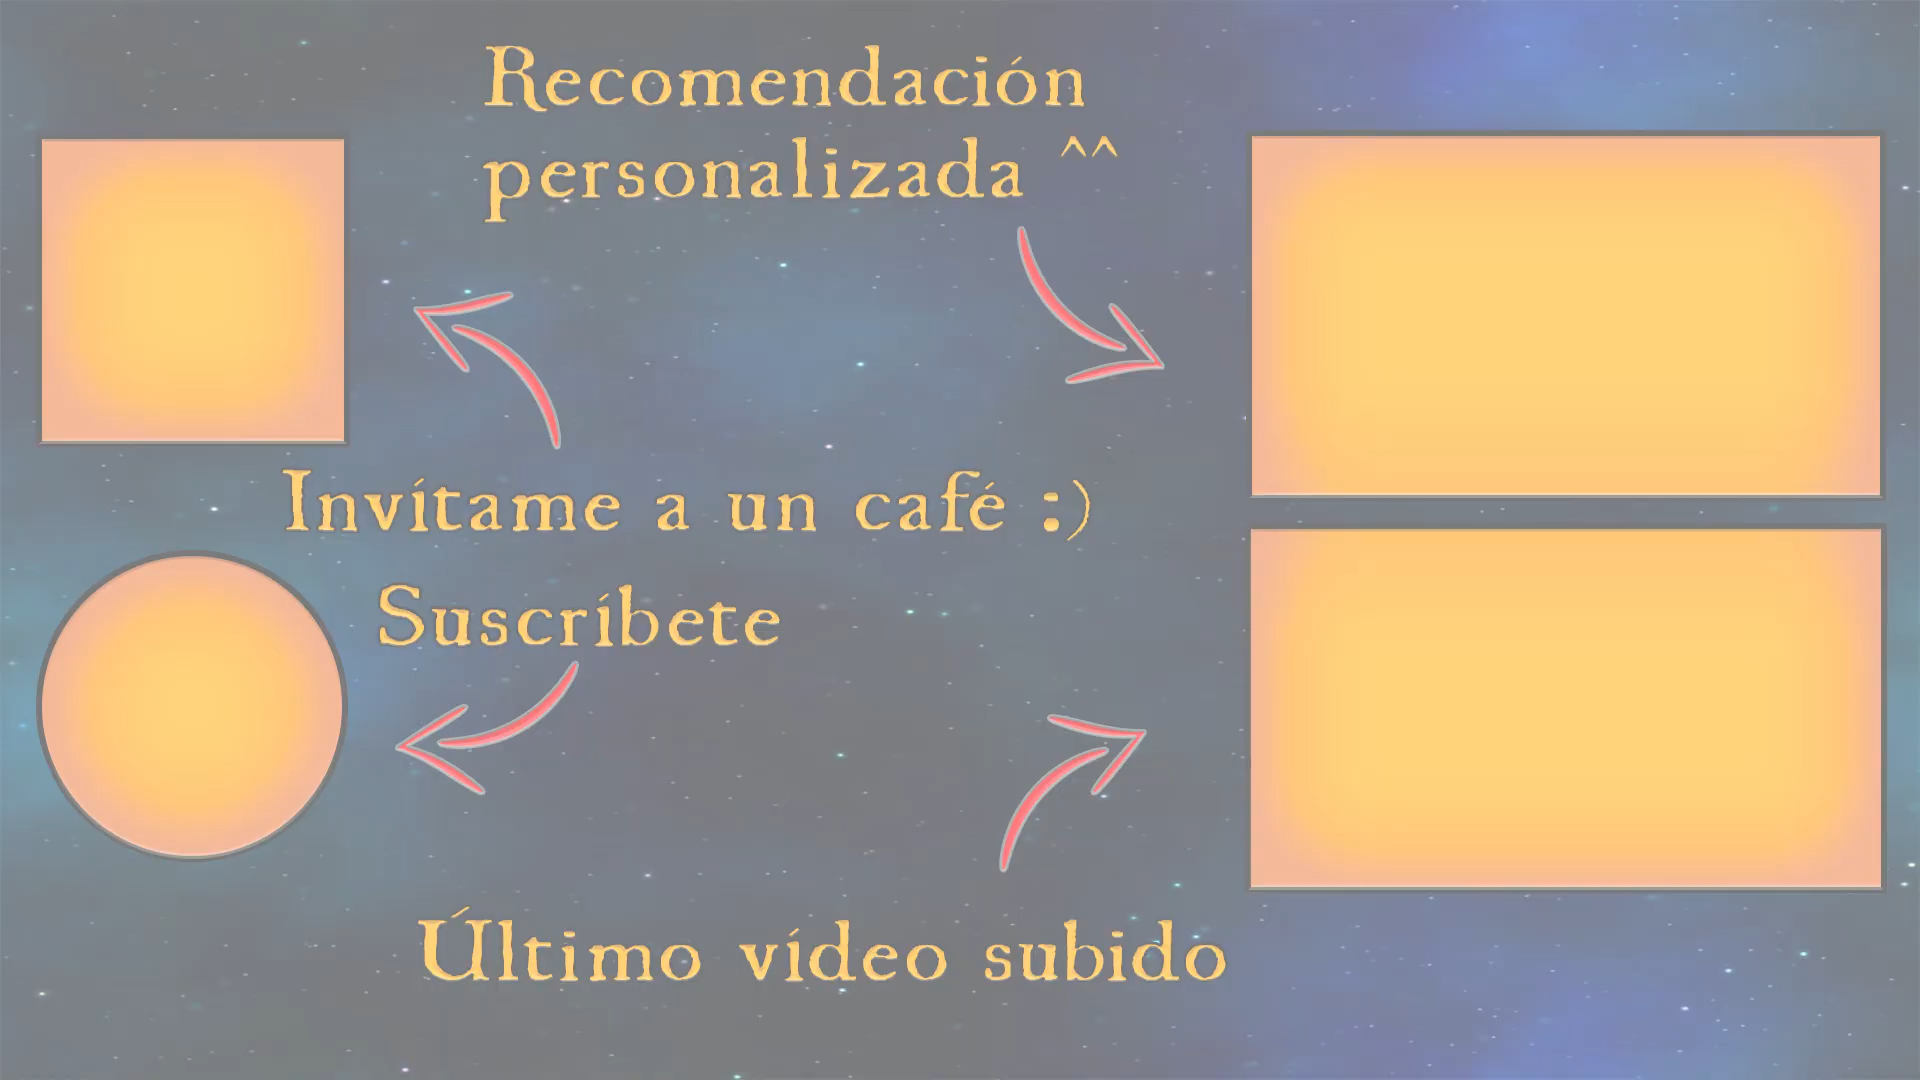 Recomendación
personalizada ^^
Invítame a un café :)
Suscríbete
Último vídeo subido